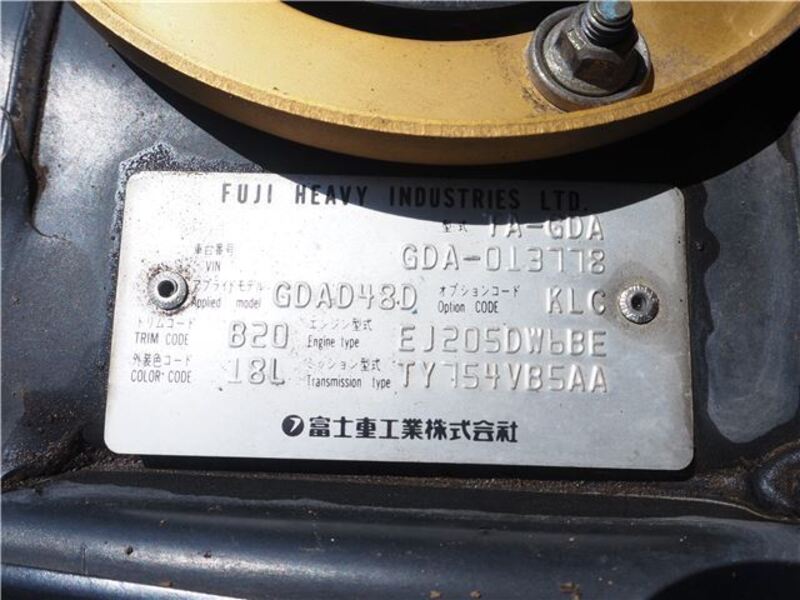 FUJI HEAVY INDUSTRIES LTD.
型式 TA-GDA
車台番号 VIN GDA-013778
アプライドモデル Applied model GDAD48D オプションコード Option CODE KLC
トリムコード TRIM CODE B20 エンジン型式 Engine type EJ205DW6BE
外装色コード COLOR CODE 18L ミッション型式 Transmission type TY754VB5AA
富士重工業株式会社